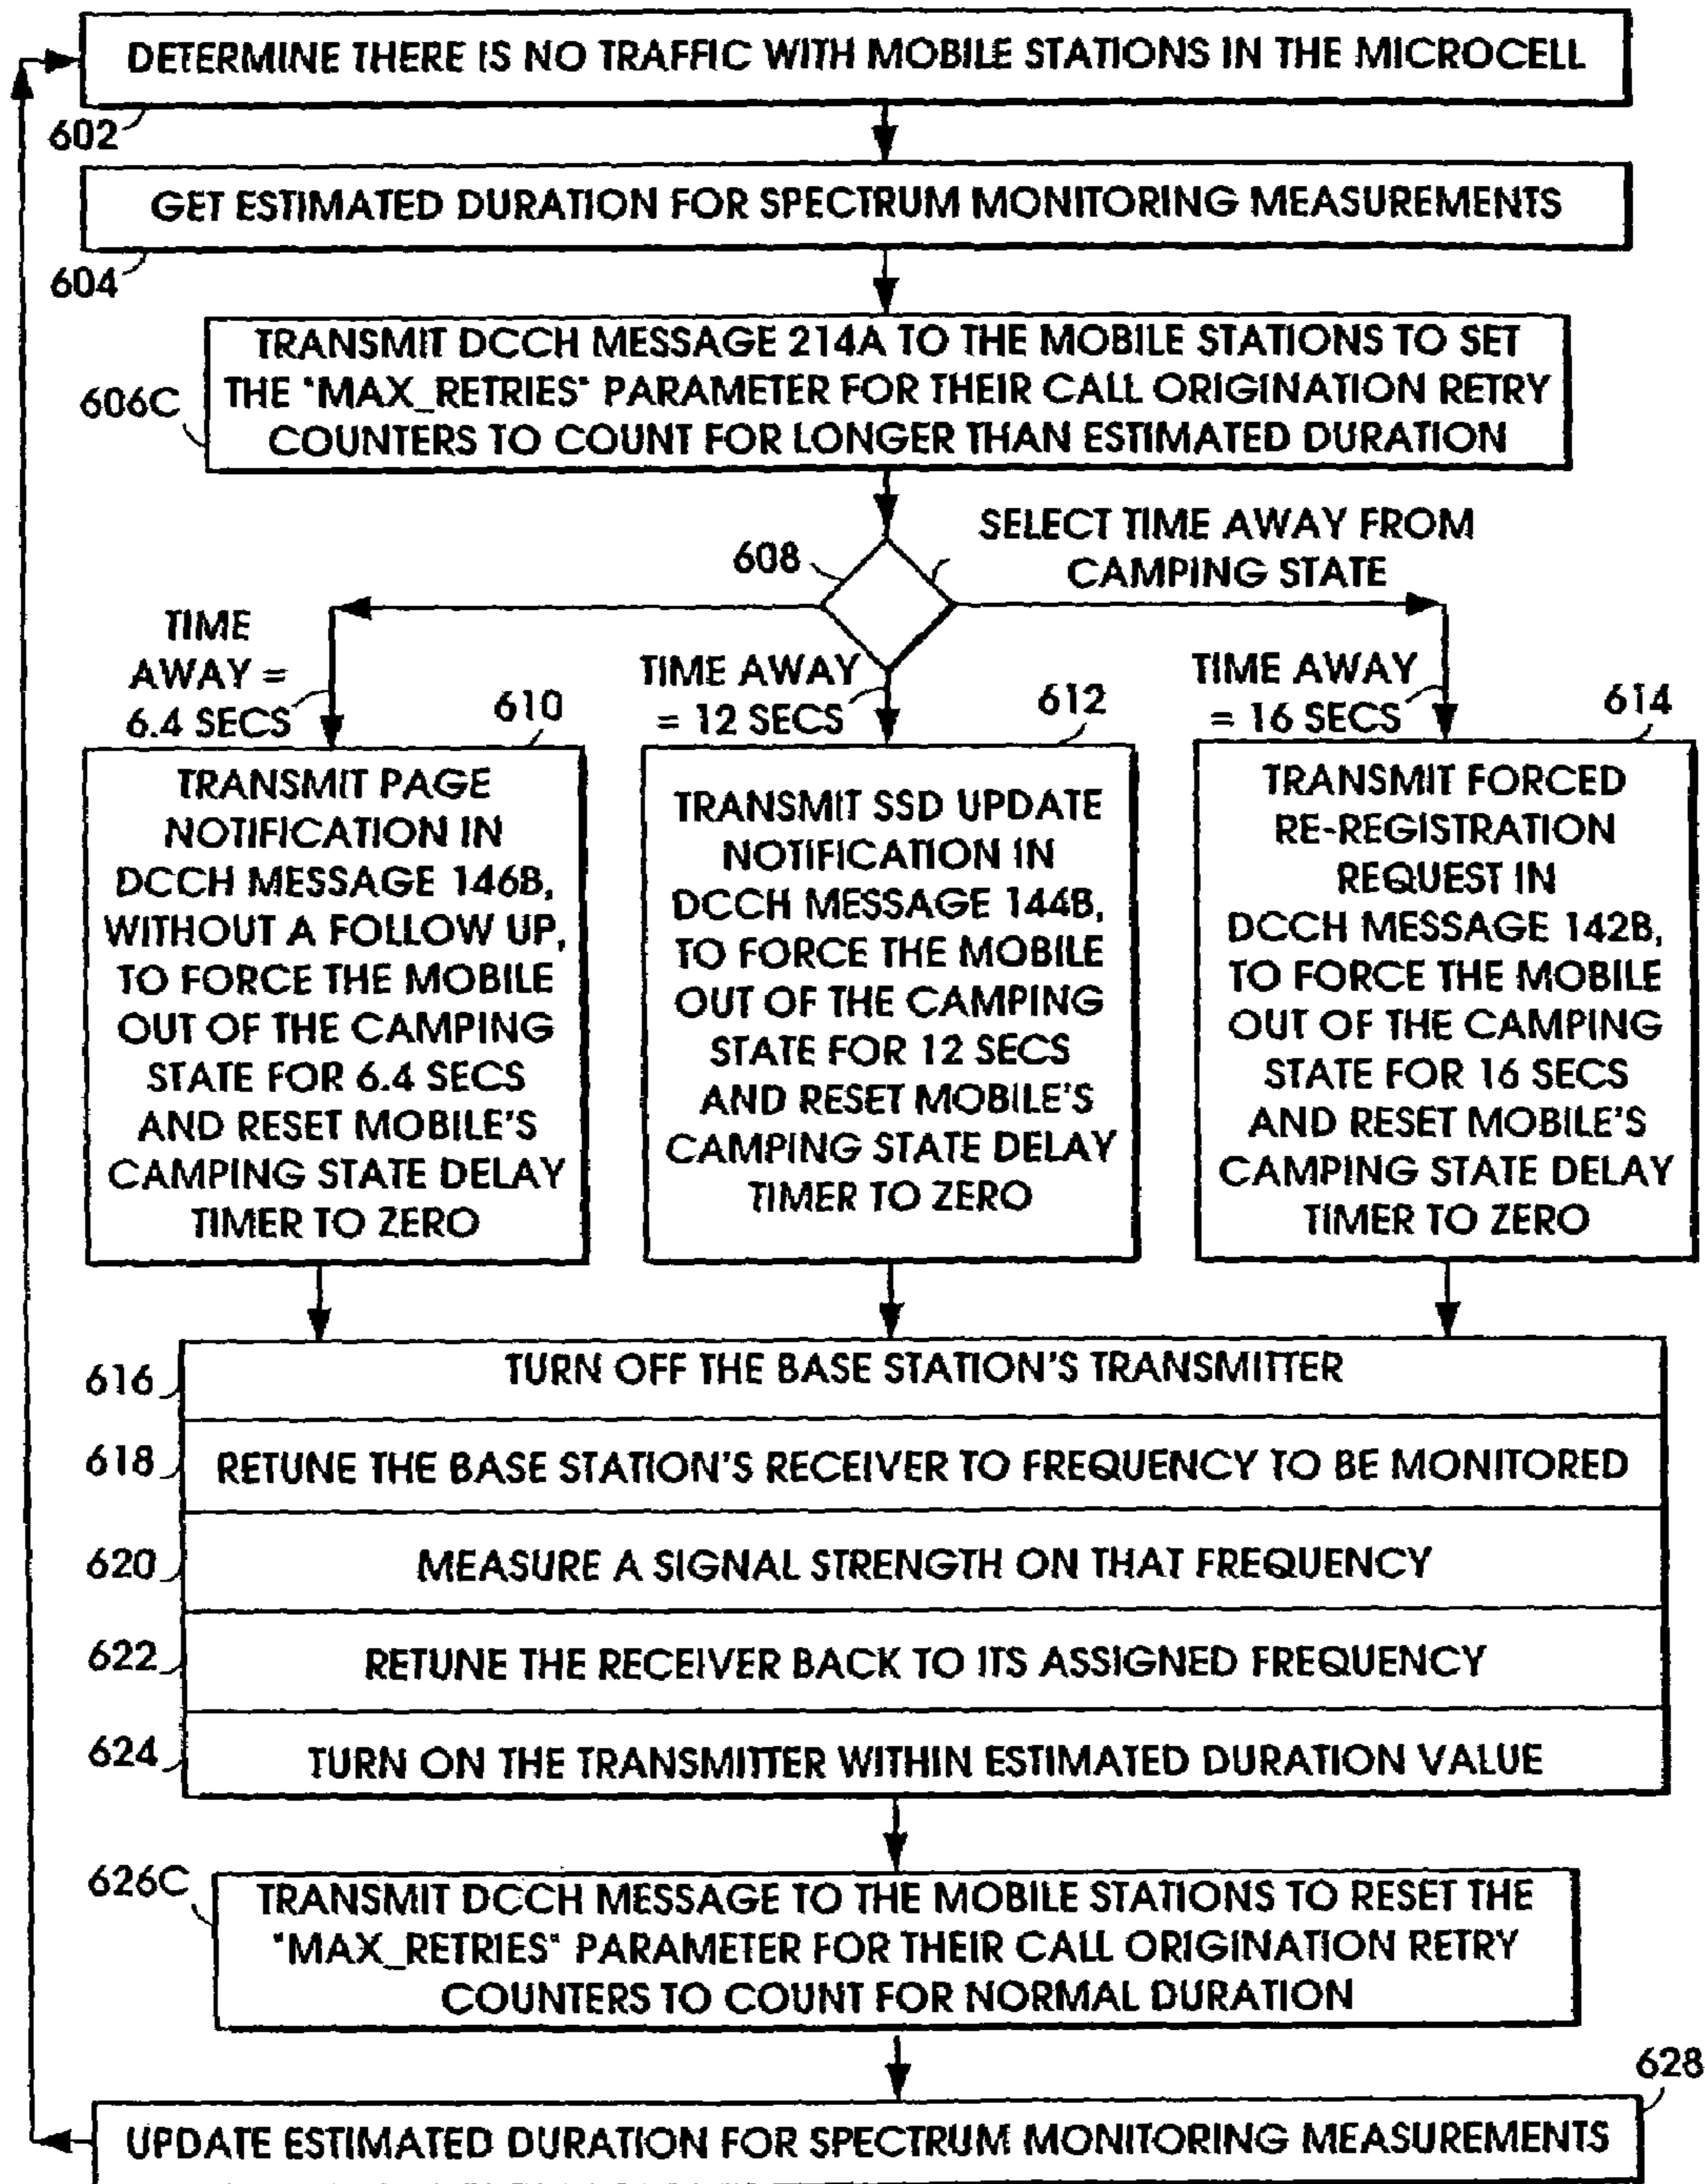 DETERMINE THERE IS NO TRAFFIC WITH MOBILE STATIONS IN THE MICROCELL
602
GET ESTIMATED DURATION FOR SPECTRUM MONITORING MEASUREMENTS
604
TRANSMIT DCCH MESSAGE 214A TO THE MOBILE STATIONS TO SET
THE "MAX_RETRIES" PARAMETER FOR THEIR CALL ORIGINATION RETRY
COUNTERS TO COUNT FOR LONGER THAN ESTIMATED DURATION
606C
608
SELECT TIME AWAY FROM
CAMPING STATE
TIME
AWAY =
6.4 SECS
610
TIME AWAY
= 12 SECS
612
TIME AWAY
= 16 SECS
614
TRANSMIT PAGE
NOTIFICATION IN
DCCH MESSAGE 146B,
WITHOUT A FOLLOW UP,
TO FORCE THE MOBILE
OUT OF THE CAMPING
STATE FOR 6.4 SECS
AND RESET MOBILE'S
CAMPING STATE DELAY
TIMER TO ZERO
TRANSMIT SSD UPDATE
NOTIFICATION IN
DCCH MESSAGE 144B,
TO FORCE THE MOBILE
OUT OF THE CAMPING
STATE FOR 12 SECS
AND RESET MOBILE'S
CAMPING STATE DELAY
TIMER TO ZERO
TRANSMIT FORCED
RE-REGISTRATION
REQUEST IN
DCCH MESSAGE 142B,
TO FORCE THE MOBILE
OUT OF THE CAMPING
STATE FOR 16 SECS
AND RESET MOBILE'S
CAMPING STATE DELAY
TIMER TO ZERO
616
TURN OFF THE BASE STATION'S TRANSMITTER
618
RETUNE THE BASE STATION'S RECEIVER TO FREQUENCY TO BE MONITORED
620
MEASURE A SIGNAL STRENGTH ON THAT FREQUENCY
622
RETUNE THE RECEIVER BACK TO ITS ASSIGNED FREQUENCY
624
TURN ON THE TRANSMITTER WITHIN ESTIMATED DURATION VALUE
626C
TRANSMIT DCCH MESSAGE TO THE MOBILE STATIONS TO RESET THE
"MAX_RETRIES" PARAMETER FOR THEIR CALL ORIGINATION RETRY
COUNTERS TO COUNT FOR NORMAL DURATION
628
UPDATE ESTIMATED DURATION FOR SPECTRUM MONITORING MEASUREMENTS